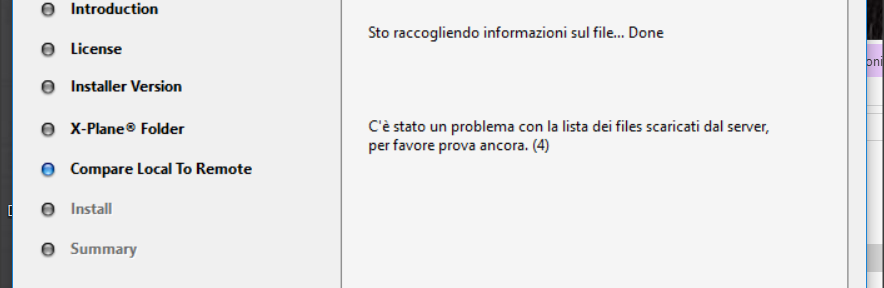 Introduction
License
Installer Version
X-Plane® Folder
Compare Local To Remote
Install
Summary
Sto raccogliendo informazioni sul file... Done
C'è stato un problema con la lista dei files scaricati dal server,
per favore prova ancora. (4)
oni